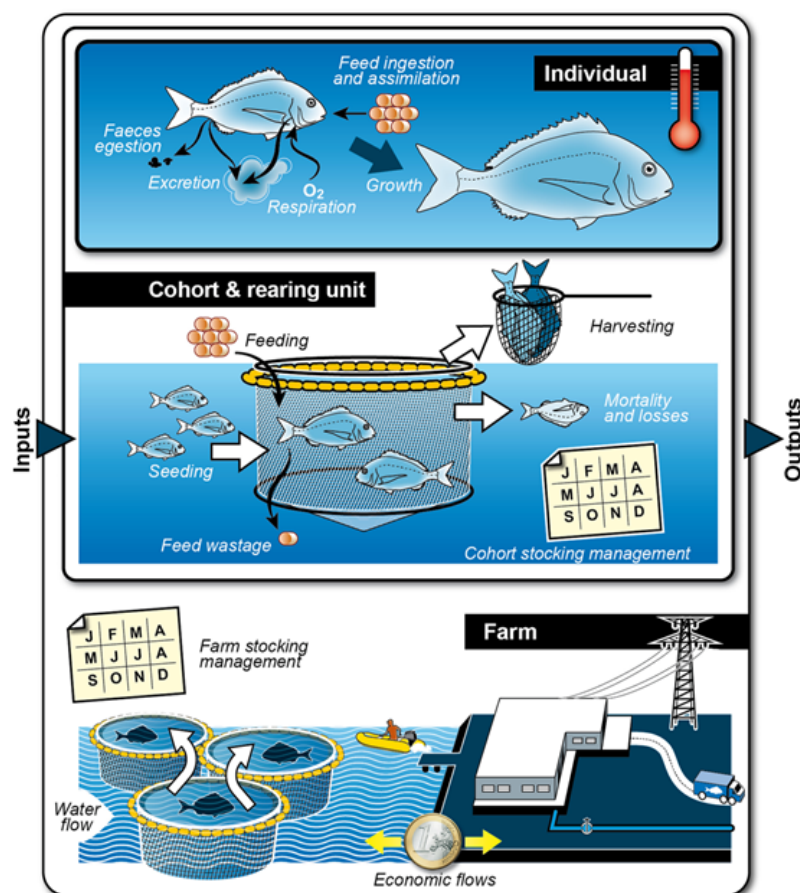 Individual
Feed ingestion
and assimilation
Faeces
egestion
Excretion
O2
Respiration
Growth
Cohort & rearing unit
Feeding
Harvesting
Seeding
Mortality
and losses
Feed wastage
J F M A
M J J A
S O N D
Cohort stocking management
Inputs
Outputs
Farm
J F M A
M J J A
S O N D
Farm stocking
management
Water
flow
1
Economic flows